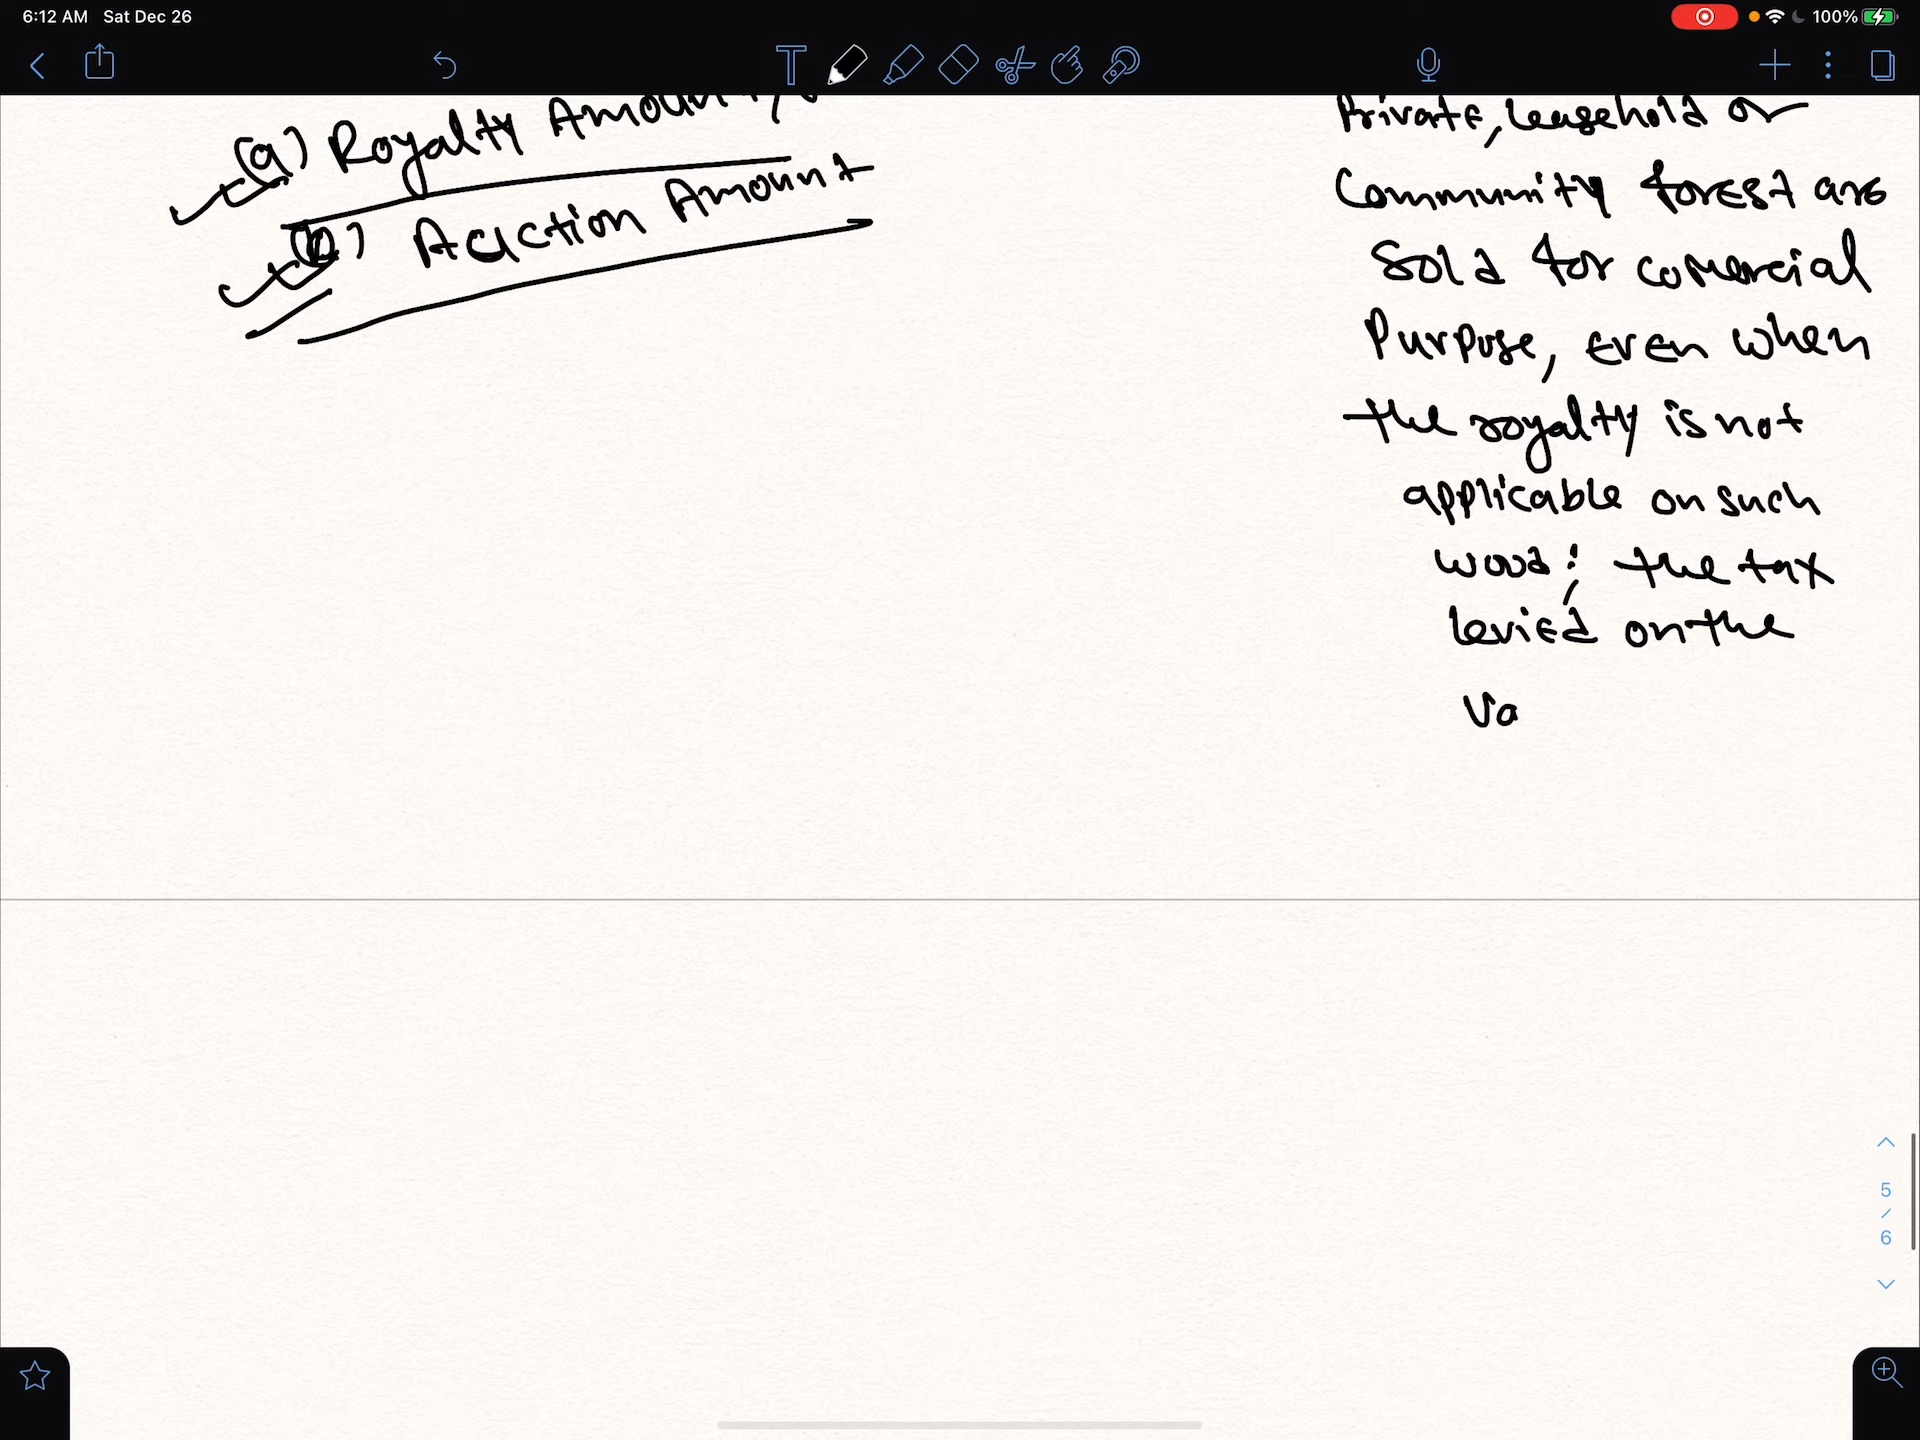 6:12 AM Sat Dec 26
100%
(a) Royalty Amount
(b) Auction Amount
Private, leasehold or
Community forest are
Sold for comercial
Purpose, even when
the royalty is not
applicable on such
wood; the tax
levied on the
Va
5
/
6